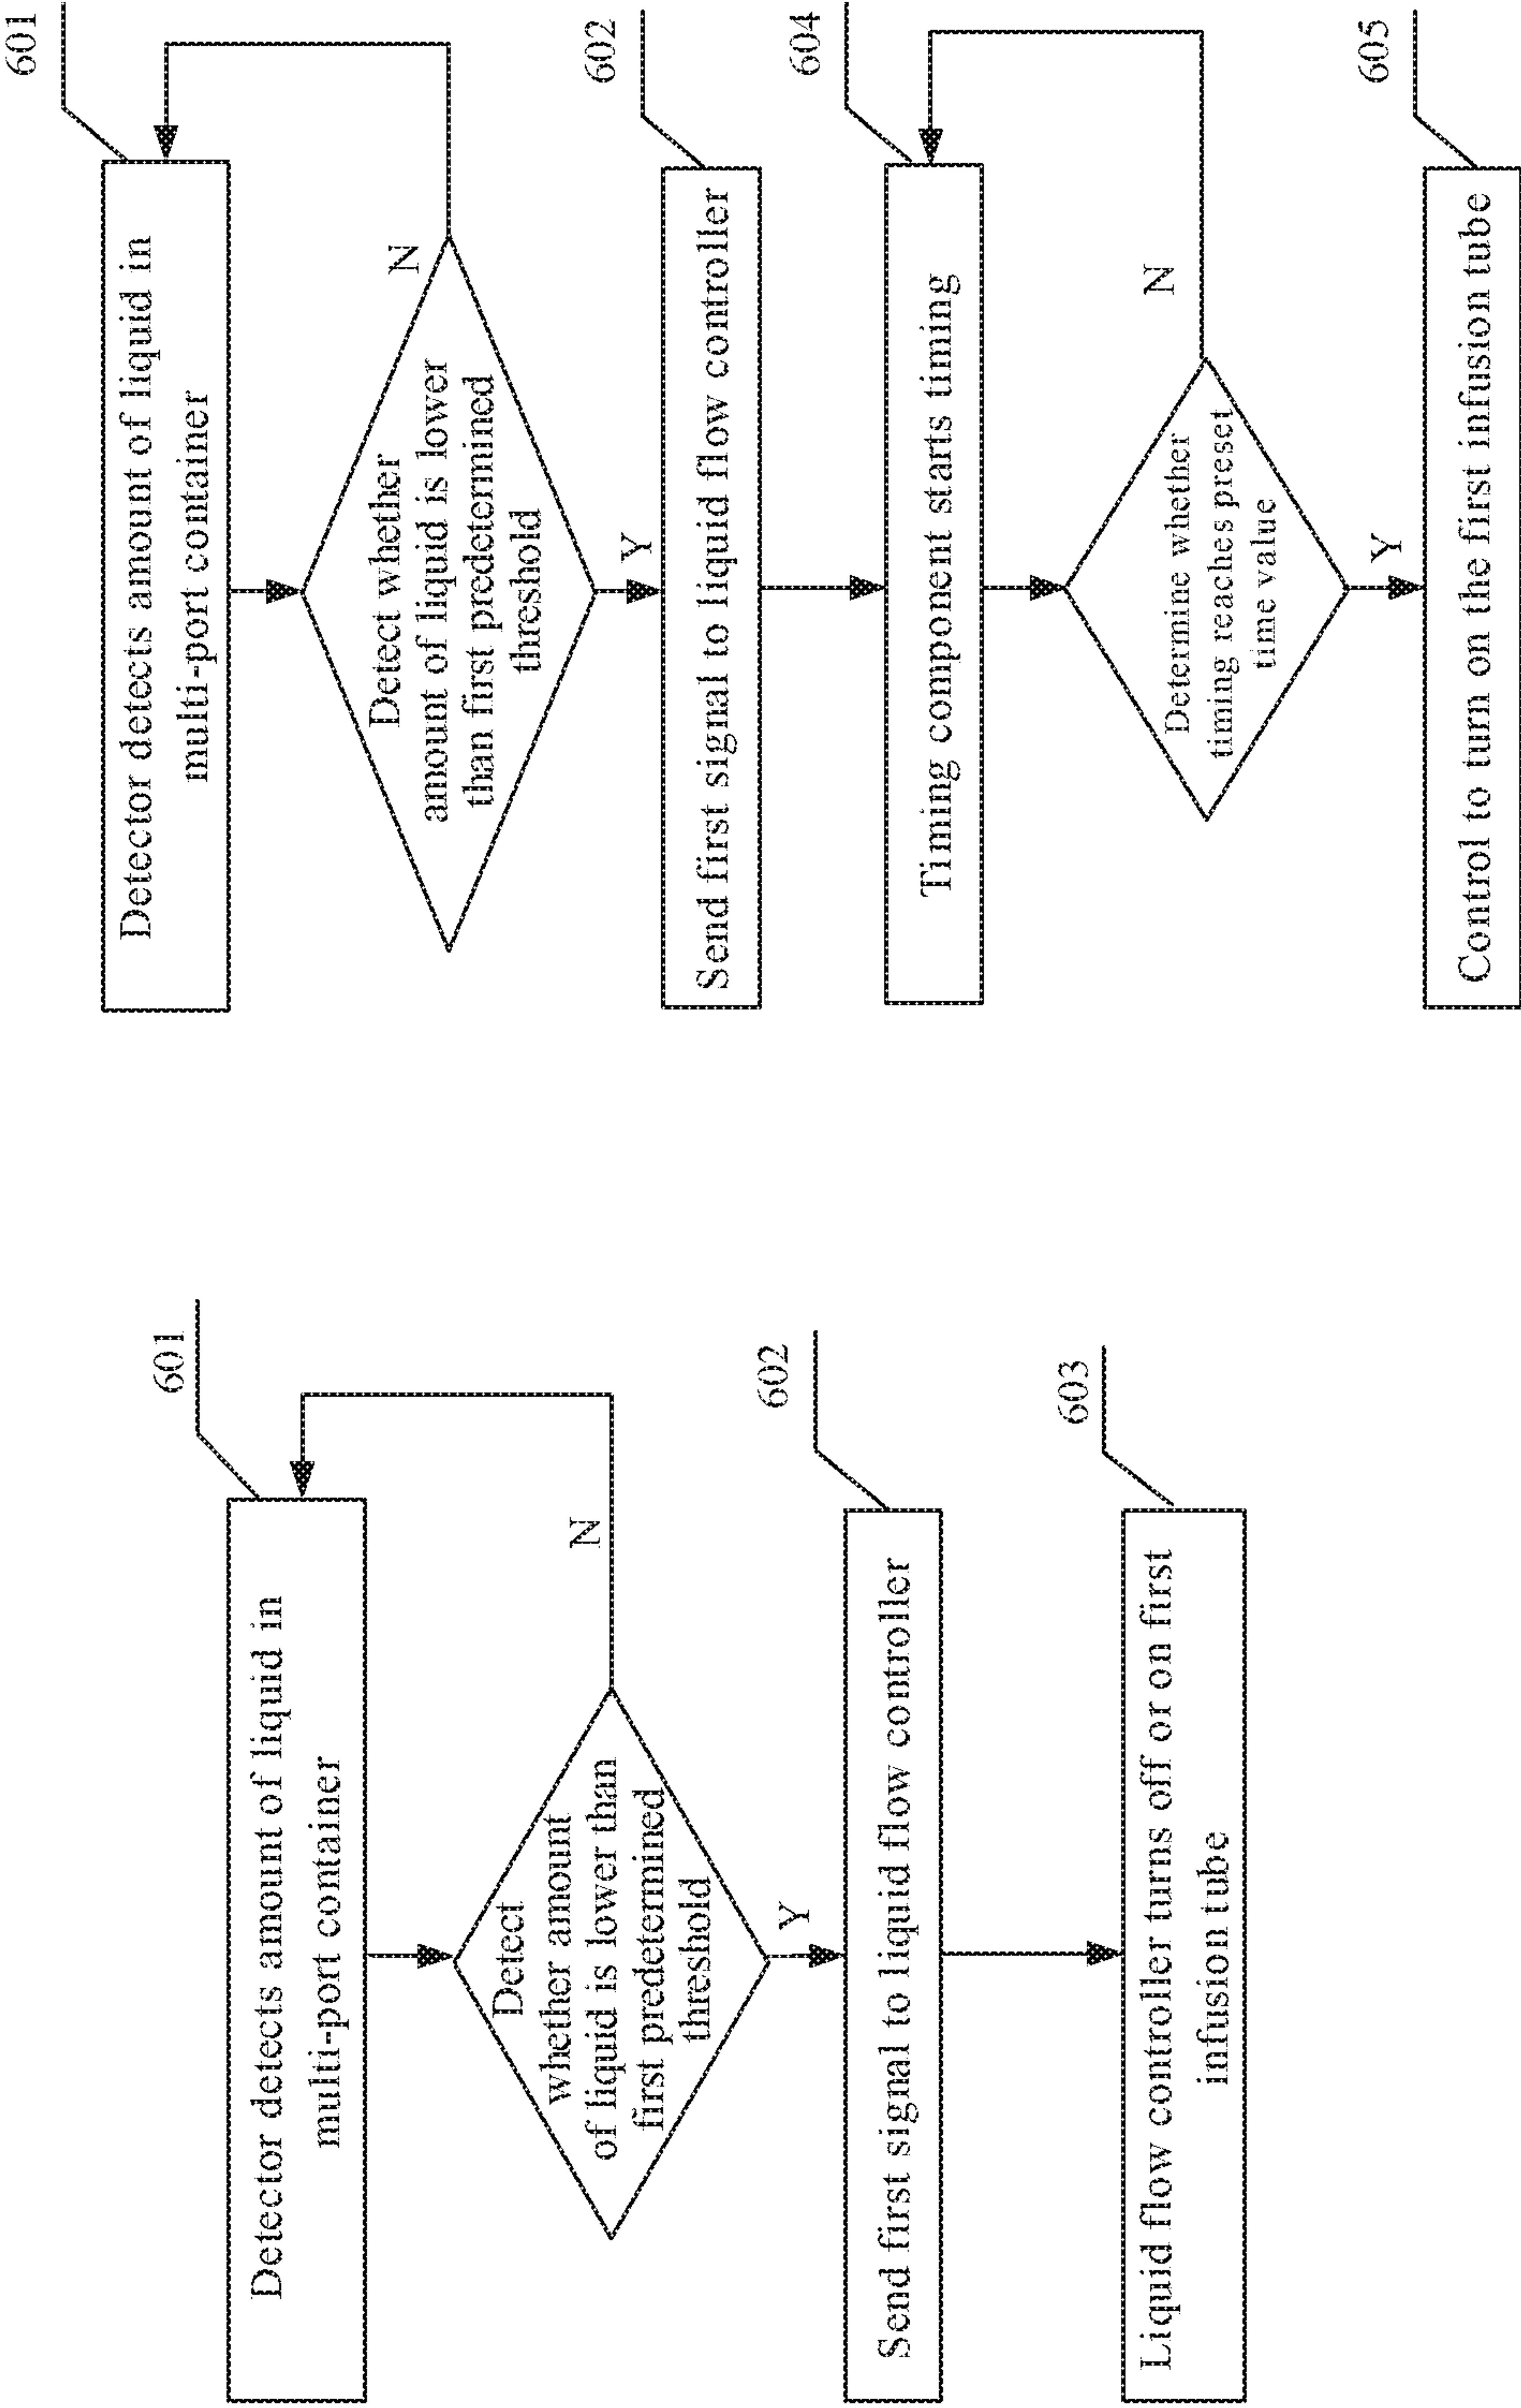 601
Detector detects amount of liquid in
multi-port container
Detect
whether amount
of liquid is lower than
first predetermined
threshold
N
Y
602
Send first signal to liquid flow controller
603
Liquid flow controller turns off or on first
infusion tube
601
Detector detects amount of liquid in
multi-port container
Detect whether
amount of liquid is lower
than first predetermined
threshold
N
Y
602
Send first signal to liquid flow controller
604
Timing component starts timing
Determine whether
timing reaches preset
time value
N
Y
605
Control to turn on the first infusion tube